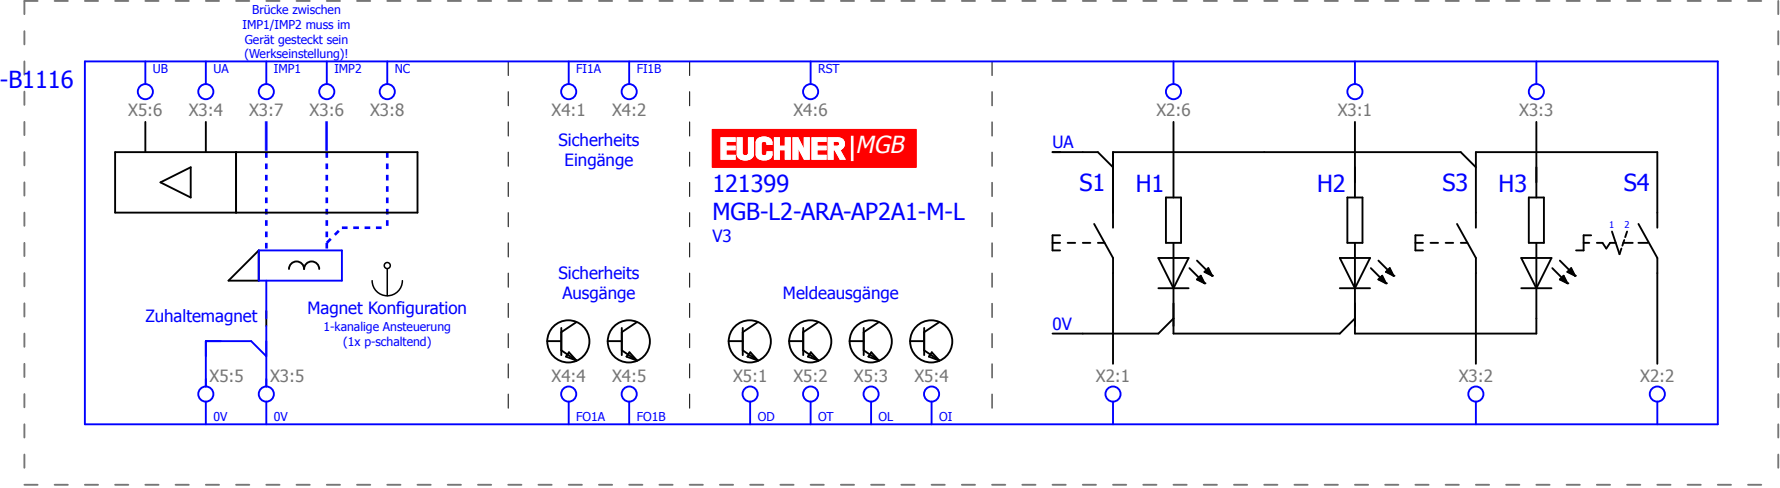 Brücke zwischen
IMP1/IMP2 muss im
Gerät gesteckt sein
(Werkseinstellung)!
-B1116
UB UA IMP1 IMP2 NC FI1A FI1B RST
X5:6 X3:4 X3:7 X3:6 X3:8 X4:1 X4:2 X4:6 X2:6 X3:1 X3:3
Sicherheits
Eingänge
EUCHNER|MGB
121399
MGB-L2-ARA-AP2A1-M-L
V3
UA
S1 H1 H2 S3 H3 S4
1 2
Sicherheits
Ausgänge
Meldeausgänge
Zuhaltemagnet
Magnet Konfiguration
1-kanalige Ansteuerung
(1x p-schaltend)
0V
X5:5 X3:5 X4:4 X4:5 X5:1 X5:2 X5:3 X5:4 X2:1 X3:2 X2:2
0V 0V FO1A FO1B OD OT OL OI